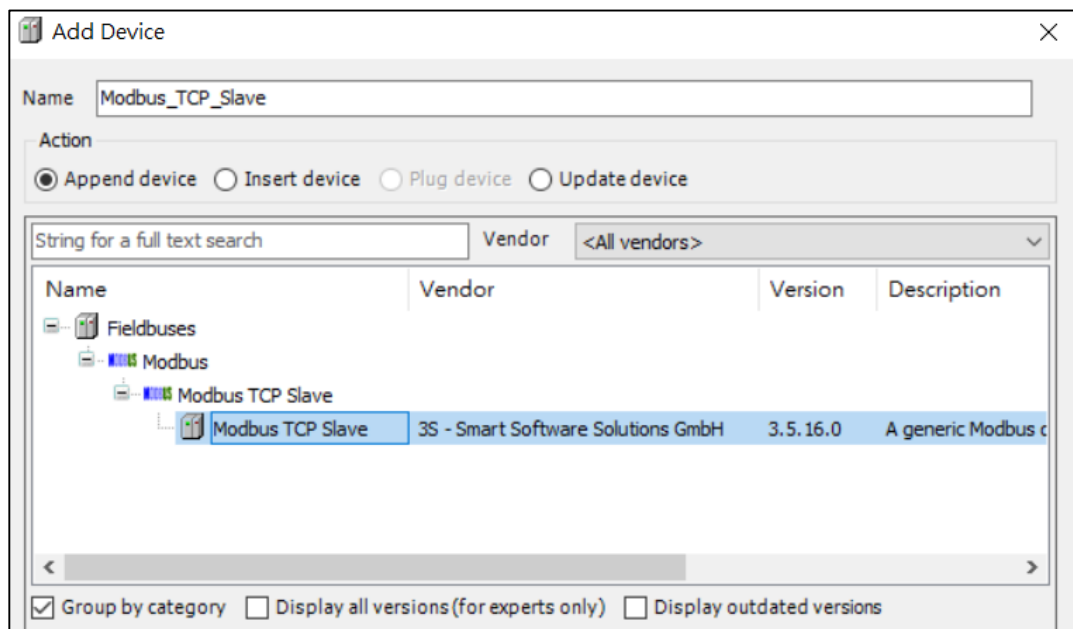 Add Device
Name Modbus_TCP_Slave
Action
Append device Insert device Plug device Update device
String for a full text search Vendor <All vendors>
Name Vendor Version Description
Fieldbuses
MODBUS Modbus
MODBUS Modbus TCP Slave
Modbus TCP Slave 3S - Smart Software Solutions GmbH 3.5.16.0 A generic Modbus
Group by category Display all versions (for experts only) Display outdated versions